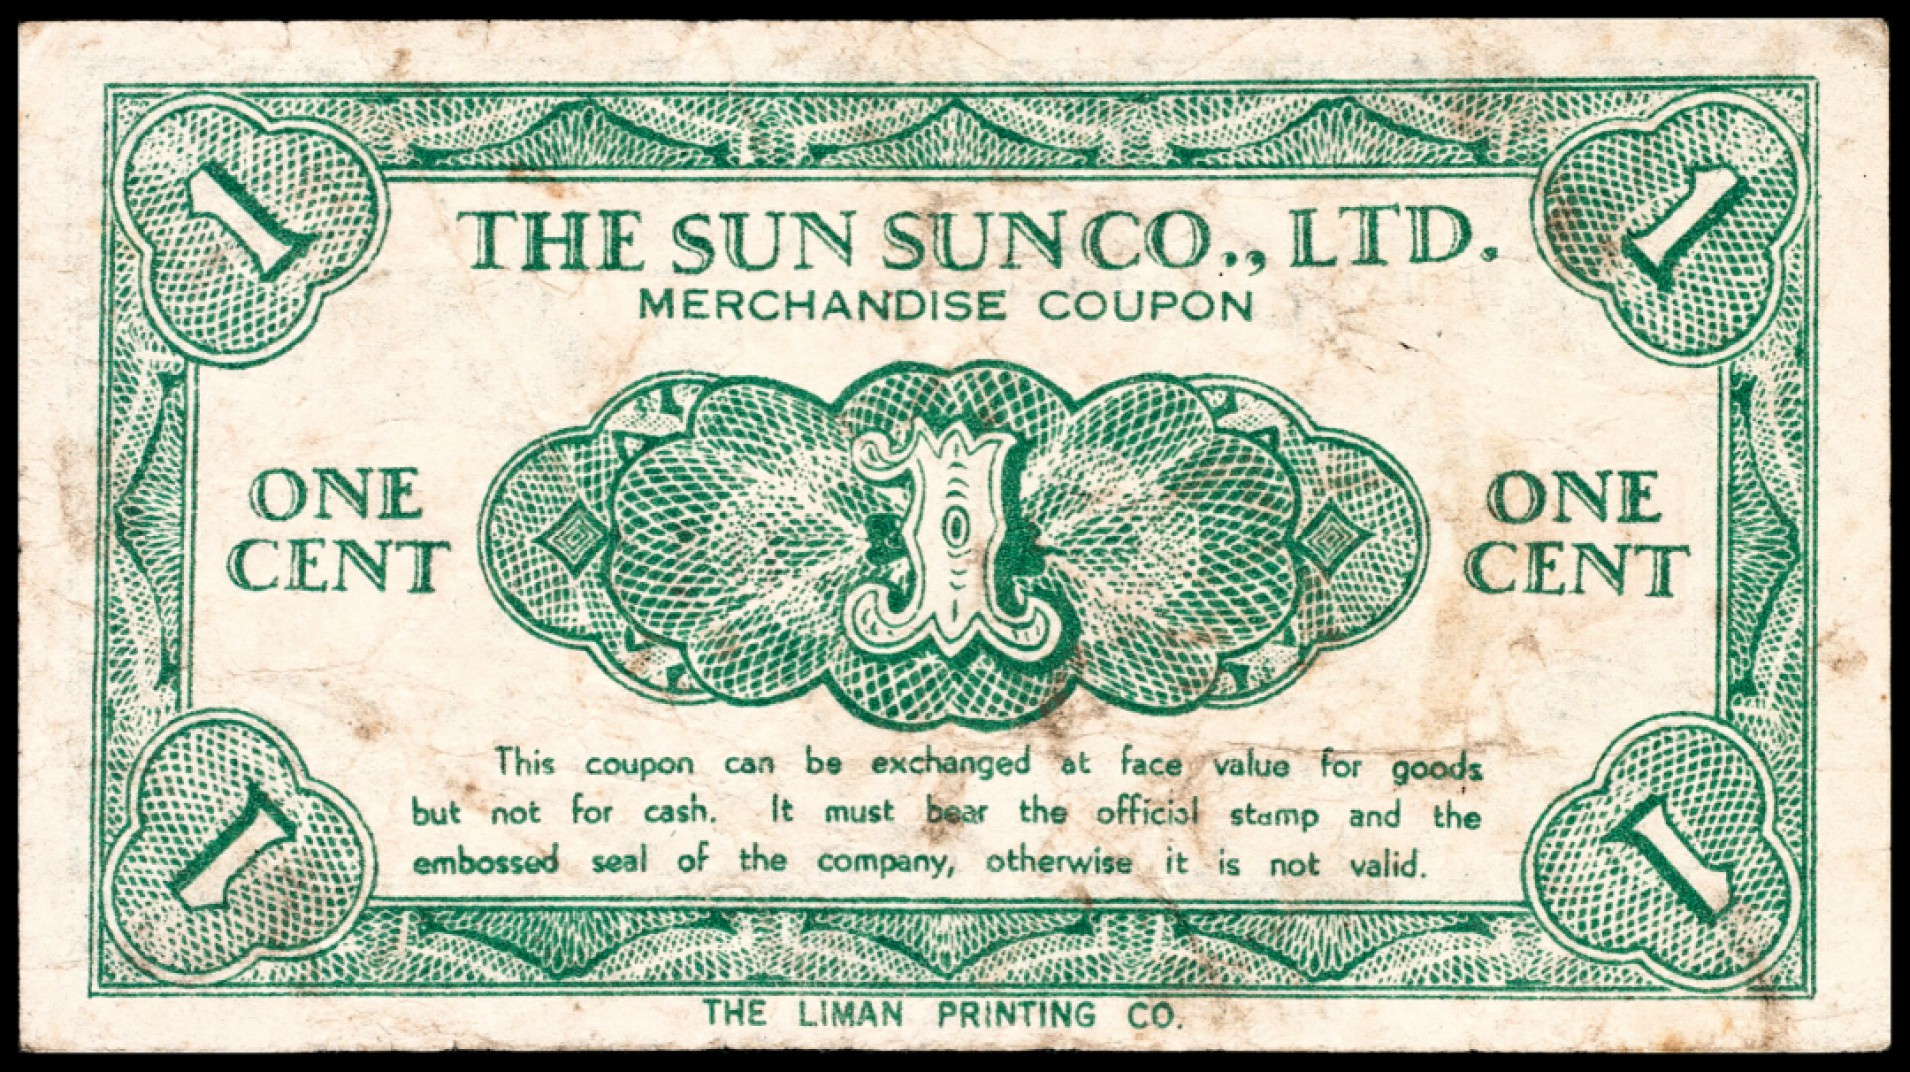 1 1
THE SUN SUN CO., LTD.
MERCHANDISE COUPON
ONE
CENT
1
ONE
CENT
This coupon can be exchanged at face value for goods
but not for cash. It must bear the official stamp and the
embossed seal of the company, otherwise it is not valid.
1 1
THE LIMAN PRINTING CO.